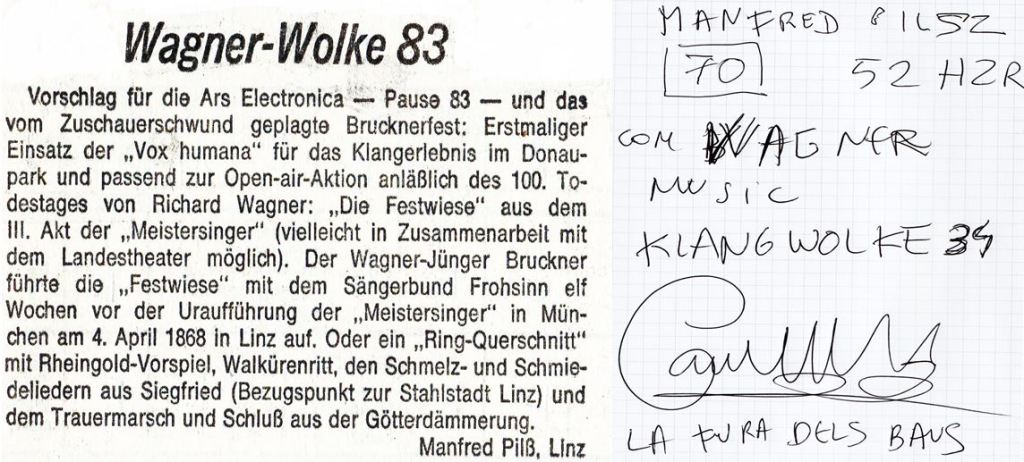 Wagner-Wolke 83
Vorschlag für die Ars Electronica — Pause 83 — und das
vom Zuschauerschwund geplagte Brucknerfest: Erstmaliger
Einsatz der „Vox humana“ für das Klangerlebnis im Donau-
park und passend zur Open-air-Aktion anläßlich des 100. To-
destages von Richard Wagner: „Die Festwiese“ aus dem
III. Akt der „Meistersinger“ (vielleicht in Zusammenarbeit mit
dem Landestheater möglich). Der Wagner-Jünger Bruckner
führte die „Festwiese“ mit dem Sängerbund Frohsinn elf
Wochen vor der Uraufführung der „Meistersinger“ in Mün-
chen am 4. April 1868 in Linz auf. Oder ein „Ring-Querschnitt“
mit Rheingold-Vorspiel, Walkürenritt, den Schmelz- und Schmie-
deliedern aus Siegfried (Bezugspunkt zur Stahlstadt Linz) und
dem Trauermarsch und Schluß aus der Götterdämmerung.
Manfred Pilß, Linz
MANFRED
70 52 HZR
COM WAGNER
MUSIC
KLANGWOLKE
LA FURA DELS BAUS